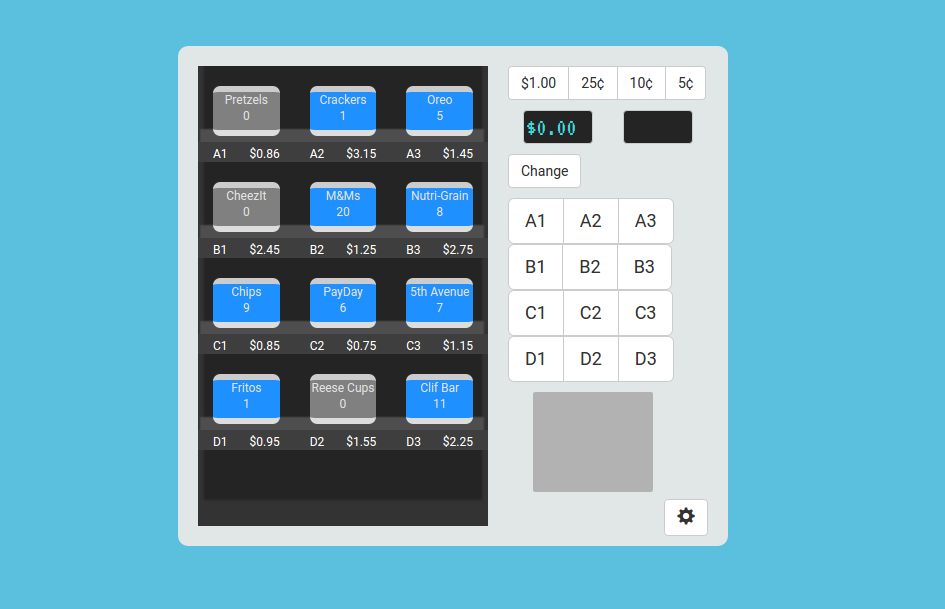 Pretzels Crackers Oreo
0 1 5
A1 $0.86 A2 $3.15 A3 $1.45
CheezIt M&Ms Nutri-Grain
0 20 8
B1 $2.45 B2 $1.25 B3 $2.75
Chips PayDay 5th Avenue
9 6 7
C1 $0.85 C2 $0.75 C3 $1.15
Fritos Reese Cups Clif Bar
1 0 11
D1 $0.95 D2 $1.55 D3 $2.25
$1.00 25¢ 10¢ 5¢
$0.00
Change
A1 A2 A3
B1 B2 B3
C1 C2 C3
D1 D2 D3